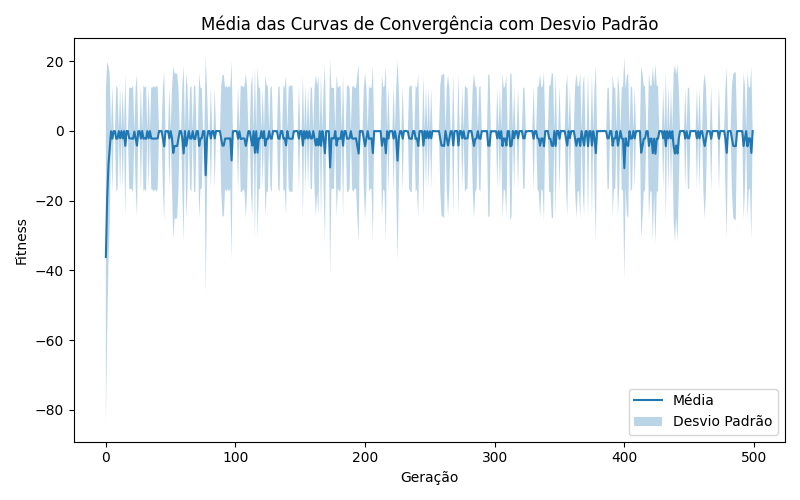 Média das Curvas de Convergência com Desvio Padrão
20
0
−20
−40
−60
−80
Fitness
0 100 200 300 400 500
Geração
Média
Desvio Padrão